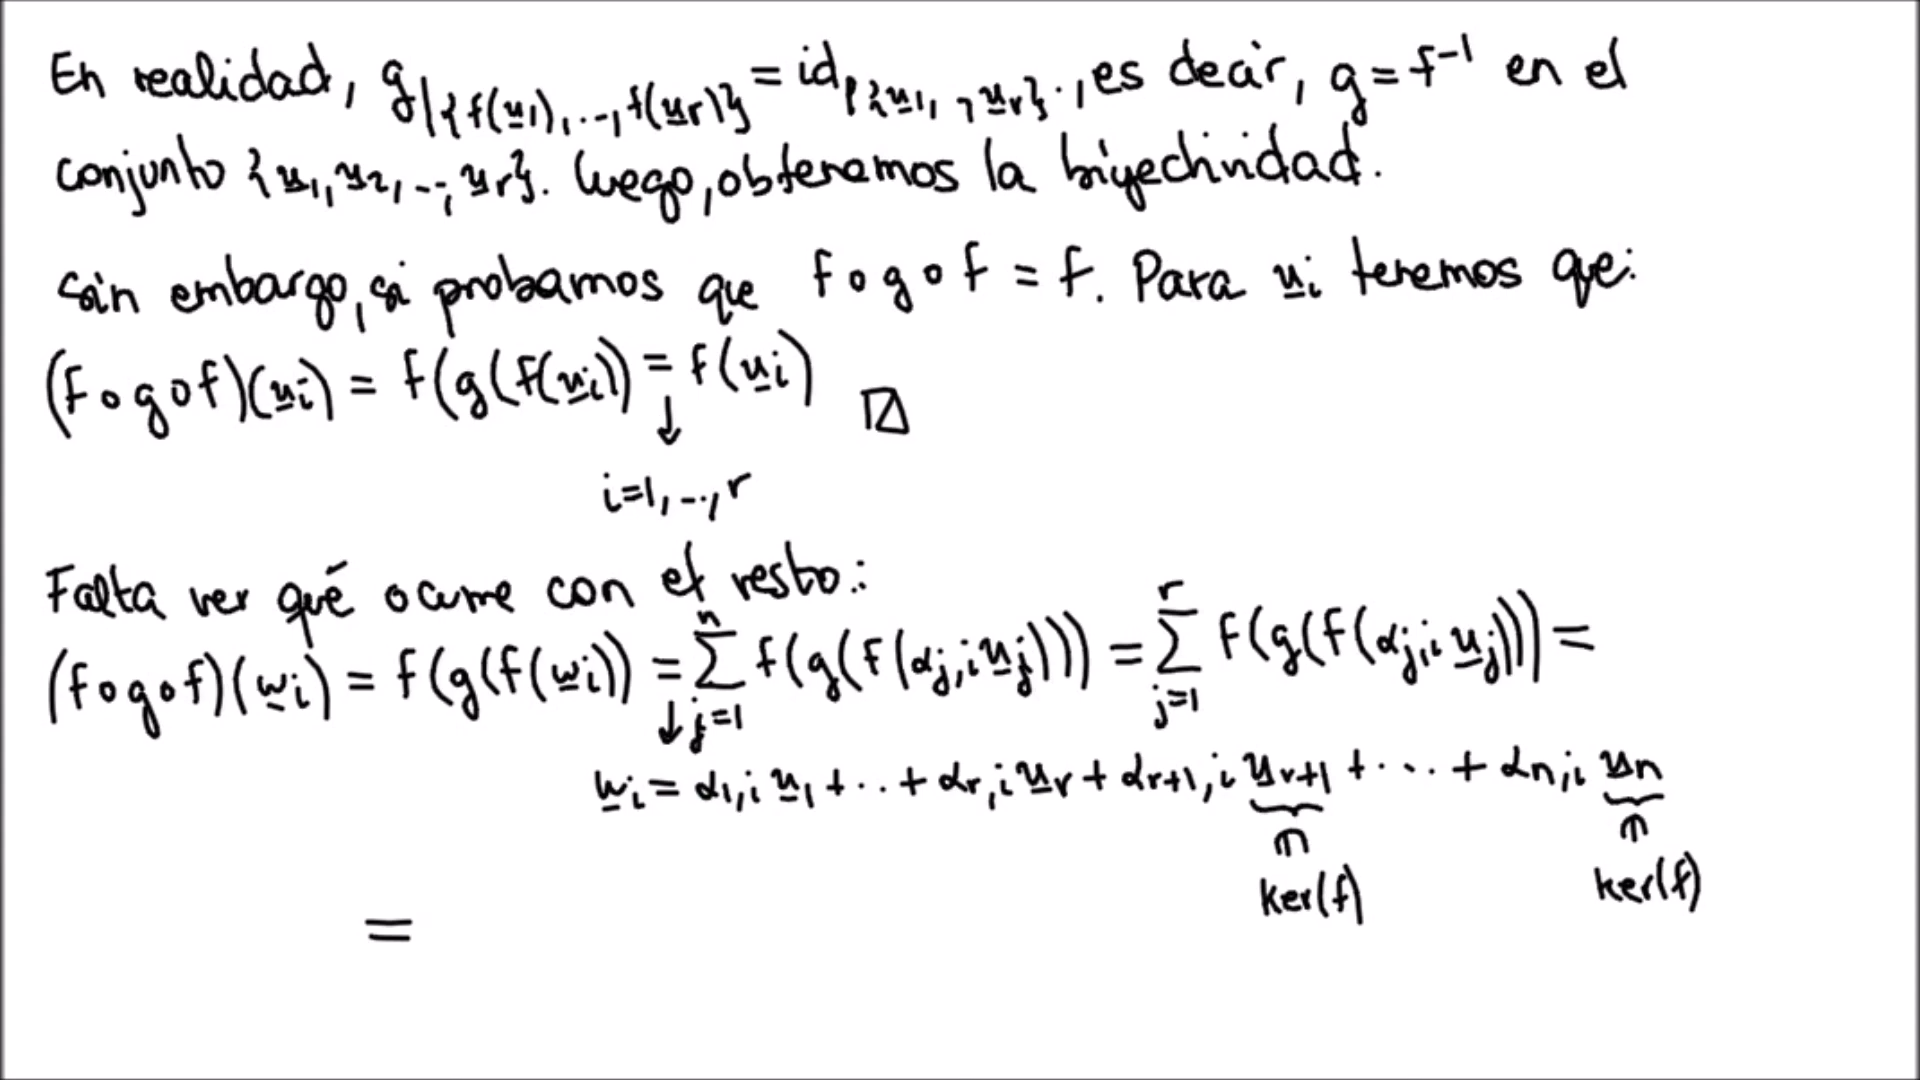 En realidad, g|{f(u1),..,f(ur)} = id|{u1, ,ur}., es decir, g = f⁻¹ en el
conjunto {u1,u2,..,ur}. Luego, obtenemos la biyectividad.
Sin embargo, si probamos que f∘g∘f = f. Para ui tenemos que:
(f∘g∘f)(ui) = f(g(f(ui)) = f(ui)
↓
i=1,..,r
Falta ver qué ocurre con el resto:
(f∘g∘f)(wi) = f(g(f(wi)) = ∑_{j=1}^{n} f(g(f(αj,i uj))) = ∑_{j=1}^{r} f(g(f(αj,i uj))) =
↓
wi = α1,i u1 + .. + αr,i ur + αr+1,i ur+1 + ... + αn,i un
∈ ∈
ker(f) ker(f)
=